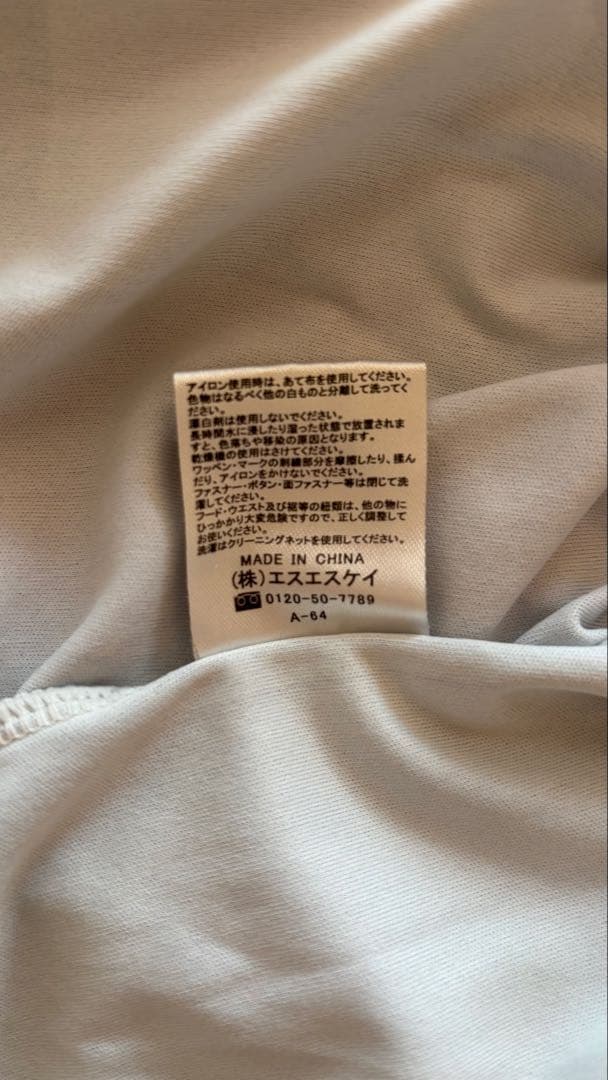 アイロン使用時は、あて布を使用してください。
色物はなるべく他の白ものと分離して洗ってく
ださい。
漂白剤は使用しないでください。
長時間水に浸したり湿った状態で放置されま
すと、色落ちや移染の原因となります。
乾燥機の使用はさけてください。
ワッペン・マークの刺繍部分を摩擦したり、揉ん
だり、アイロンをかけないでください。
ファスナー・ボタン・面ファスナー等は閉じて洗
濯してください。
フード・ウエスト及び裾等の紐類は、他の物に
ひっかかり大変危険ですので、正しく調整して
お使いください。
洗濯はクリーニングネットを使用してください。
MADE IN CHINA
(株)エスエスケイ
0120-50-7789
A-64